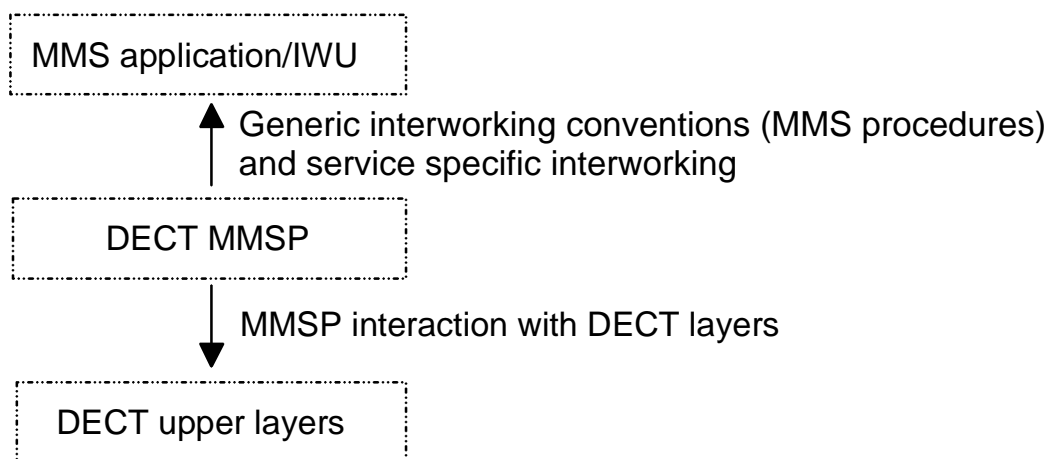 MMS application/IWU
Generic interworking conventions (MMS procedures)
and service specific interworking
DECT MMSP
MMSP interaction with DECT layers
DECT upper layers